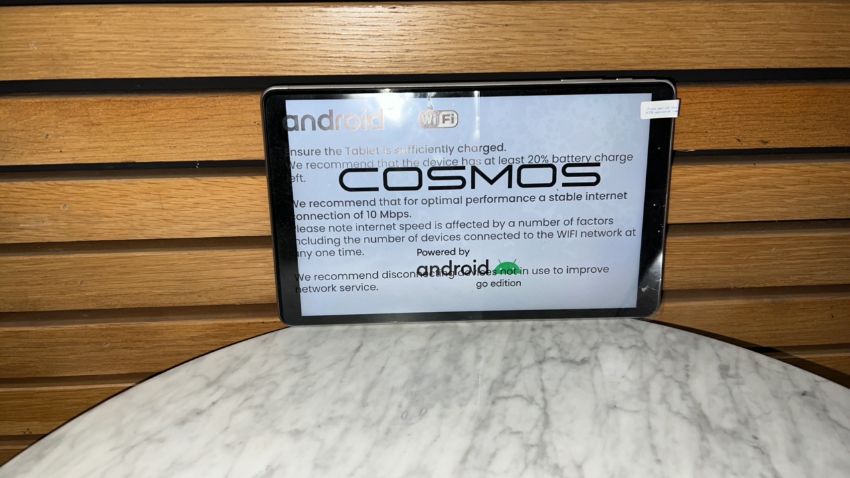 android WiFi
nsure the Tablet is sufficiently charged.
We recommend that the device has at least 20% battery charge
eft.
COSMOS
We recommend that for optimal performance a stable internet
connection of 10 Mbps.
Please note internet speed is affected by a number of factors
including the number of devices connected to the WIFI network at
any one time.
Powered by
android
go edition
We recommend disconnecting devices not in use to improve
network service.